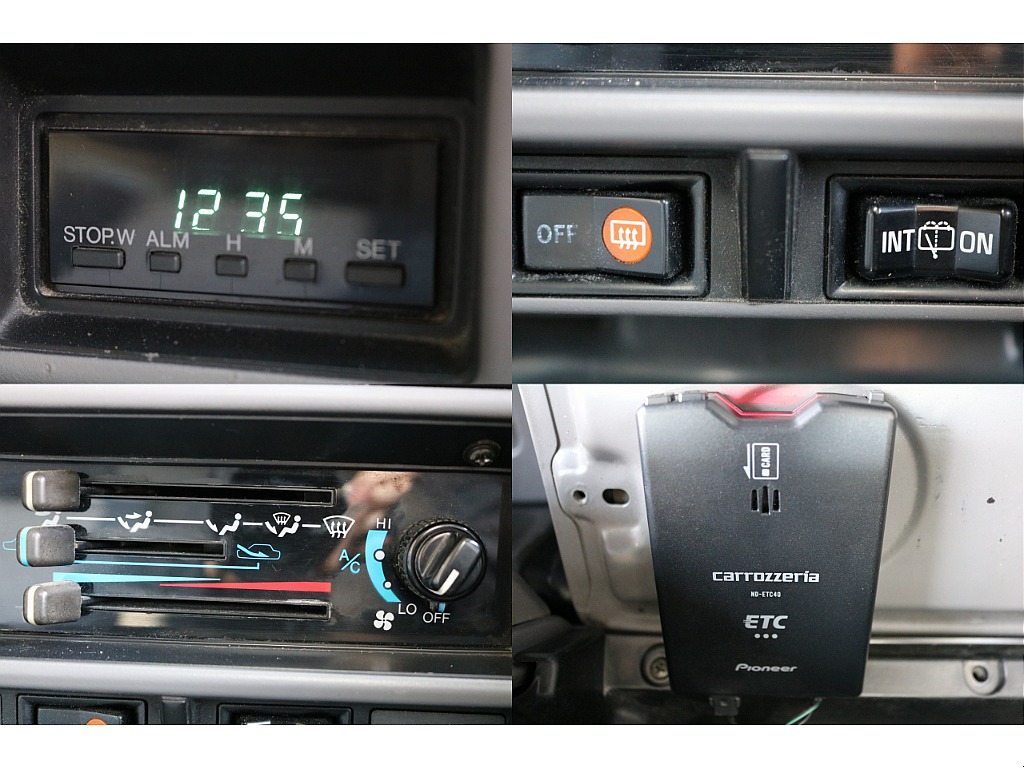 12 35
STOP.W ALM H M SET
OFF
INT ON
HI
A/C
LO
OFF
CARD
carrozzeria
ND-ETC40
ETC
Pioneer